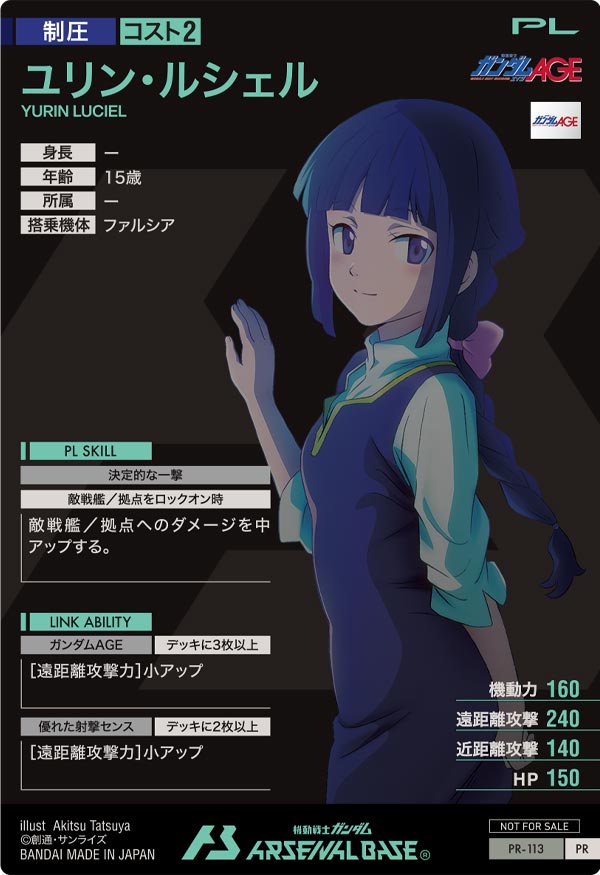 制圧 コスト2
PL
ユリン・ルシェル
YURIN LUCIEL
ガンダムAGE
ガンダムAGE
身長 ー
年齢 15歳
所属 ー
搭乗機体 ファルシア
PL SKILL
決定的な一撃
敵戦艦／拠点をロックオン時
敵戦艦／拠点へのダメージを中
アップする。
LINK ABILITY
ガンダムAGE デッキに3枚以上
［遠距離攻撃力］小アップ
優れた射撃センス デッキに2枚以上
［遠距離攻撃力］小アップ
機動力 160
遠距離攻撃 240
近距離攻撃 140
HP 150
illust Akitsu Tatsuya
©創通・サンライズ
BANDAI MADE IN JAPAN
機動戦士ガンダム
ARSENAL BASE®
NOT FOR SALE
PR-113 PR